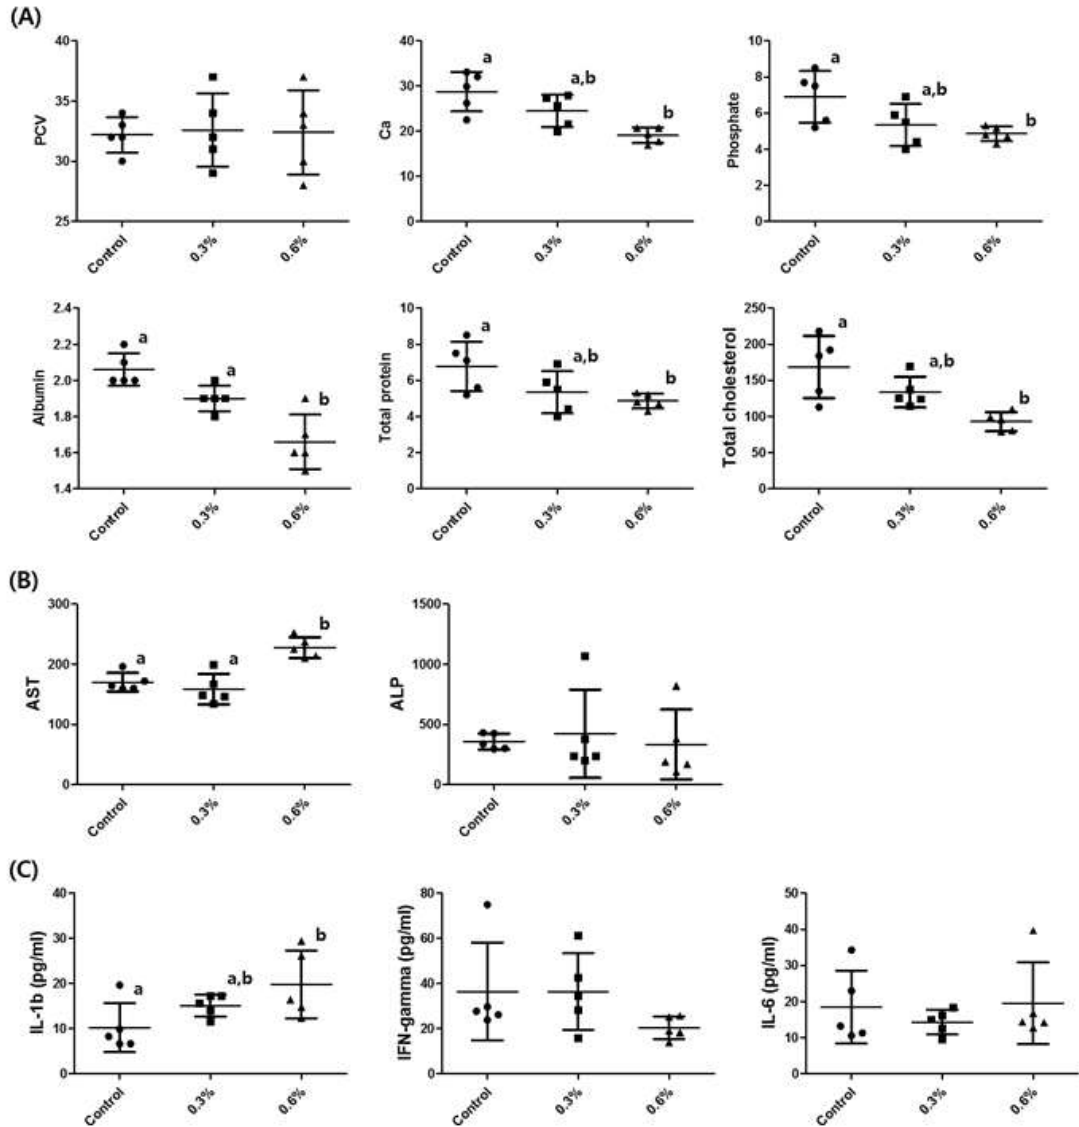 (A)
PCV
40
35
30
25
Control
0.3%
0.6%
Ca
40
30
20
10
0
a
a,b
b
Control
0.3%
0.6%
Phosphate
10
8
6
4
2
0
a
a,b
b
Control
0.3%
0.6%
Albumin
2.4
2.2
2.0
1.8
1.6
1.4
a
a
b
Control
0.3%
0.6%
Total protein
10
8
6
4
2
0
a
a,b
b
Control
0.3%
0.6%
Total cholesterol
250
200
150
100
50
0
a
a,b
b
Control
0.3%
0.6%
(B)
AST
300
200
100
0
a
a
b
Control
0.3%
0.6%
ALP
1500
1000
500
0
Control
0.3%
0.6%
(C)
IL-1b (pg/ml)
40
30
20
10
0
a
a,b
b
Control
0.3%
0.6%
IFN-gamma (pg/ml)
80
60
40
20
0
Control
0.3%
0.6%
IL-6 (pg/ml)
50
40
30
20
10
0
Control
0.3%
0.6%